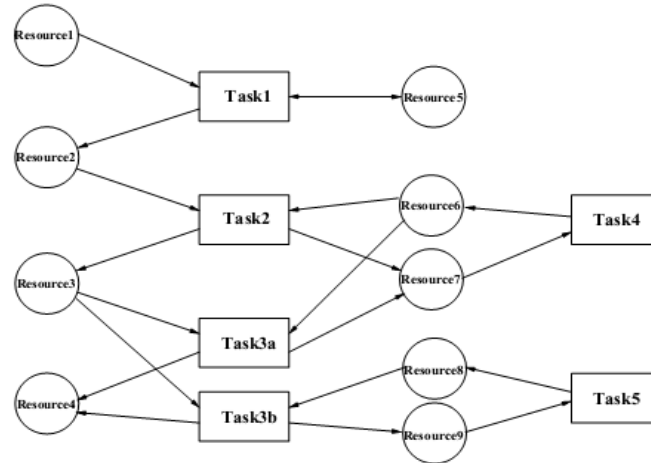 Resource1
Task1
Resource5
Resource2
Task2
Resource6
Task4
Resource3
Resource7
Task3a
Resource8
Resource4
Task3b
Task5
Resource9